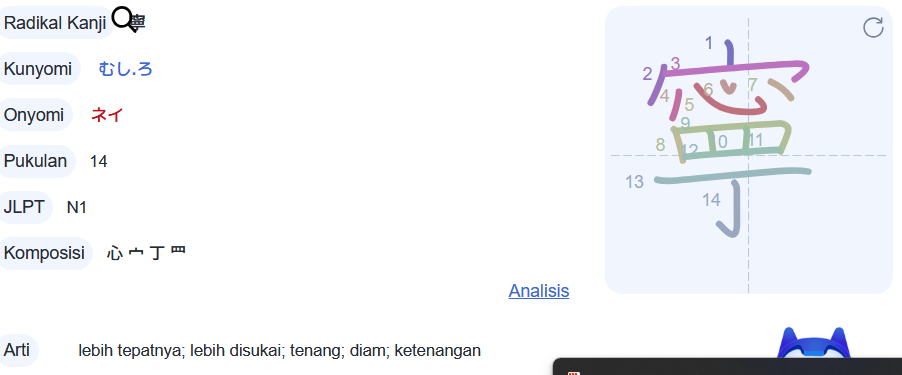 Radikal Kanji 寧
Kunyomi むし.ろ
Onyomi ネイ
Pukulan 14
JLPT N1
Komposisi 心 宀 丁 罒
Analisis
Arti lebih tepatnya; lebih disukai; tenang; diam; ketenangan
1
2 3
4 5 6 7
8 9 0 11
12
13
14